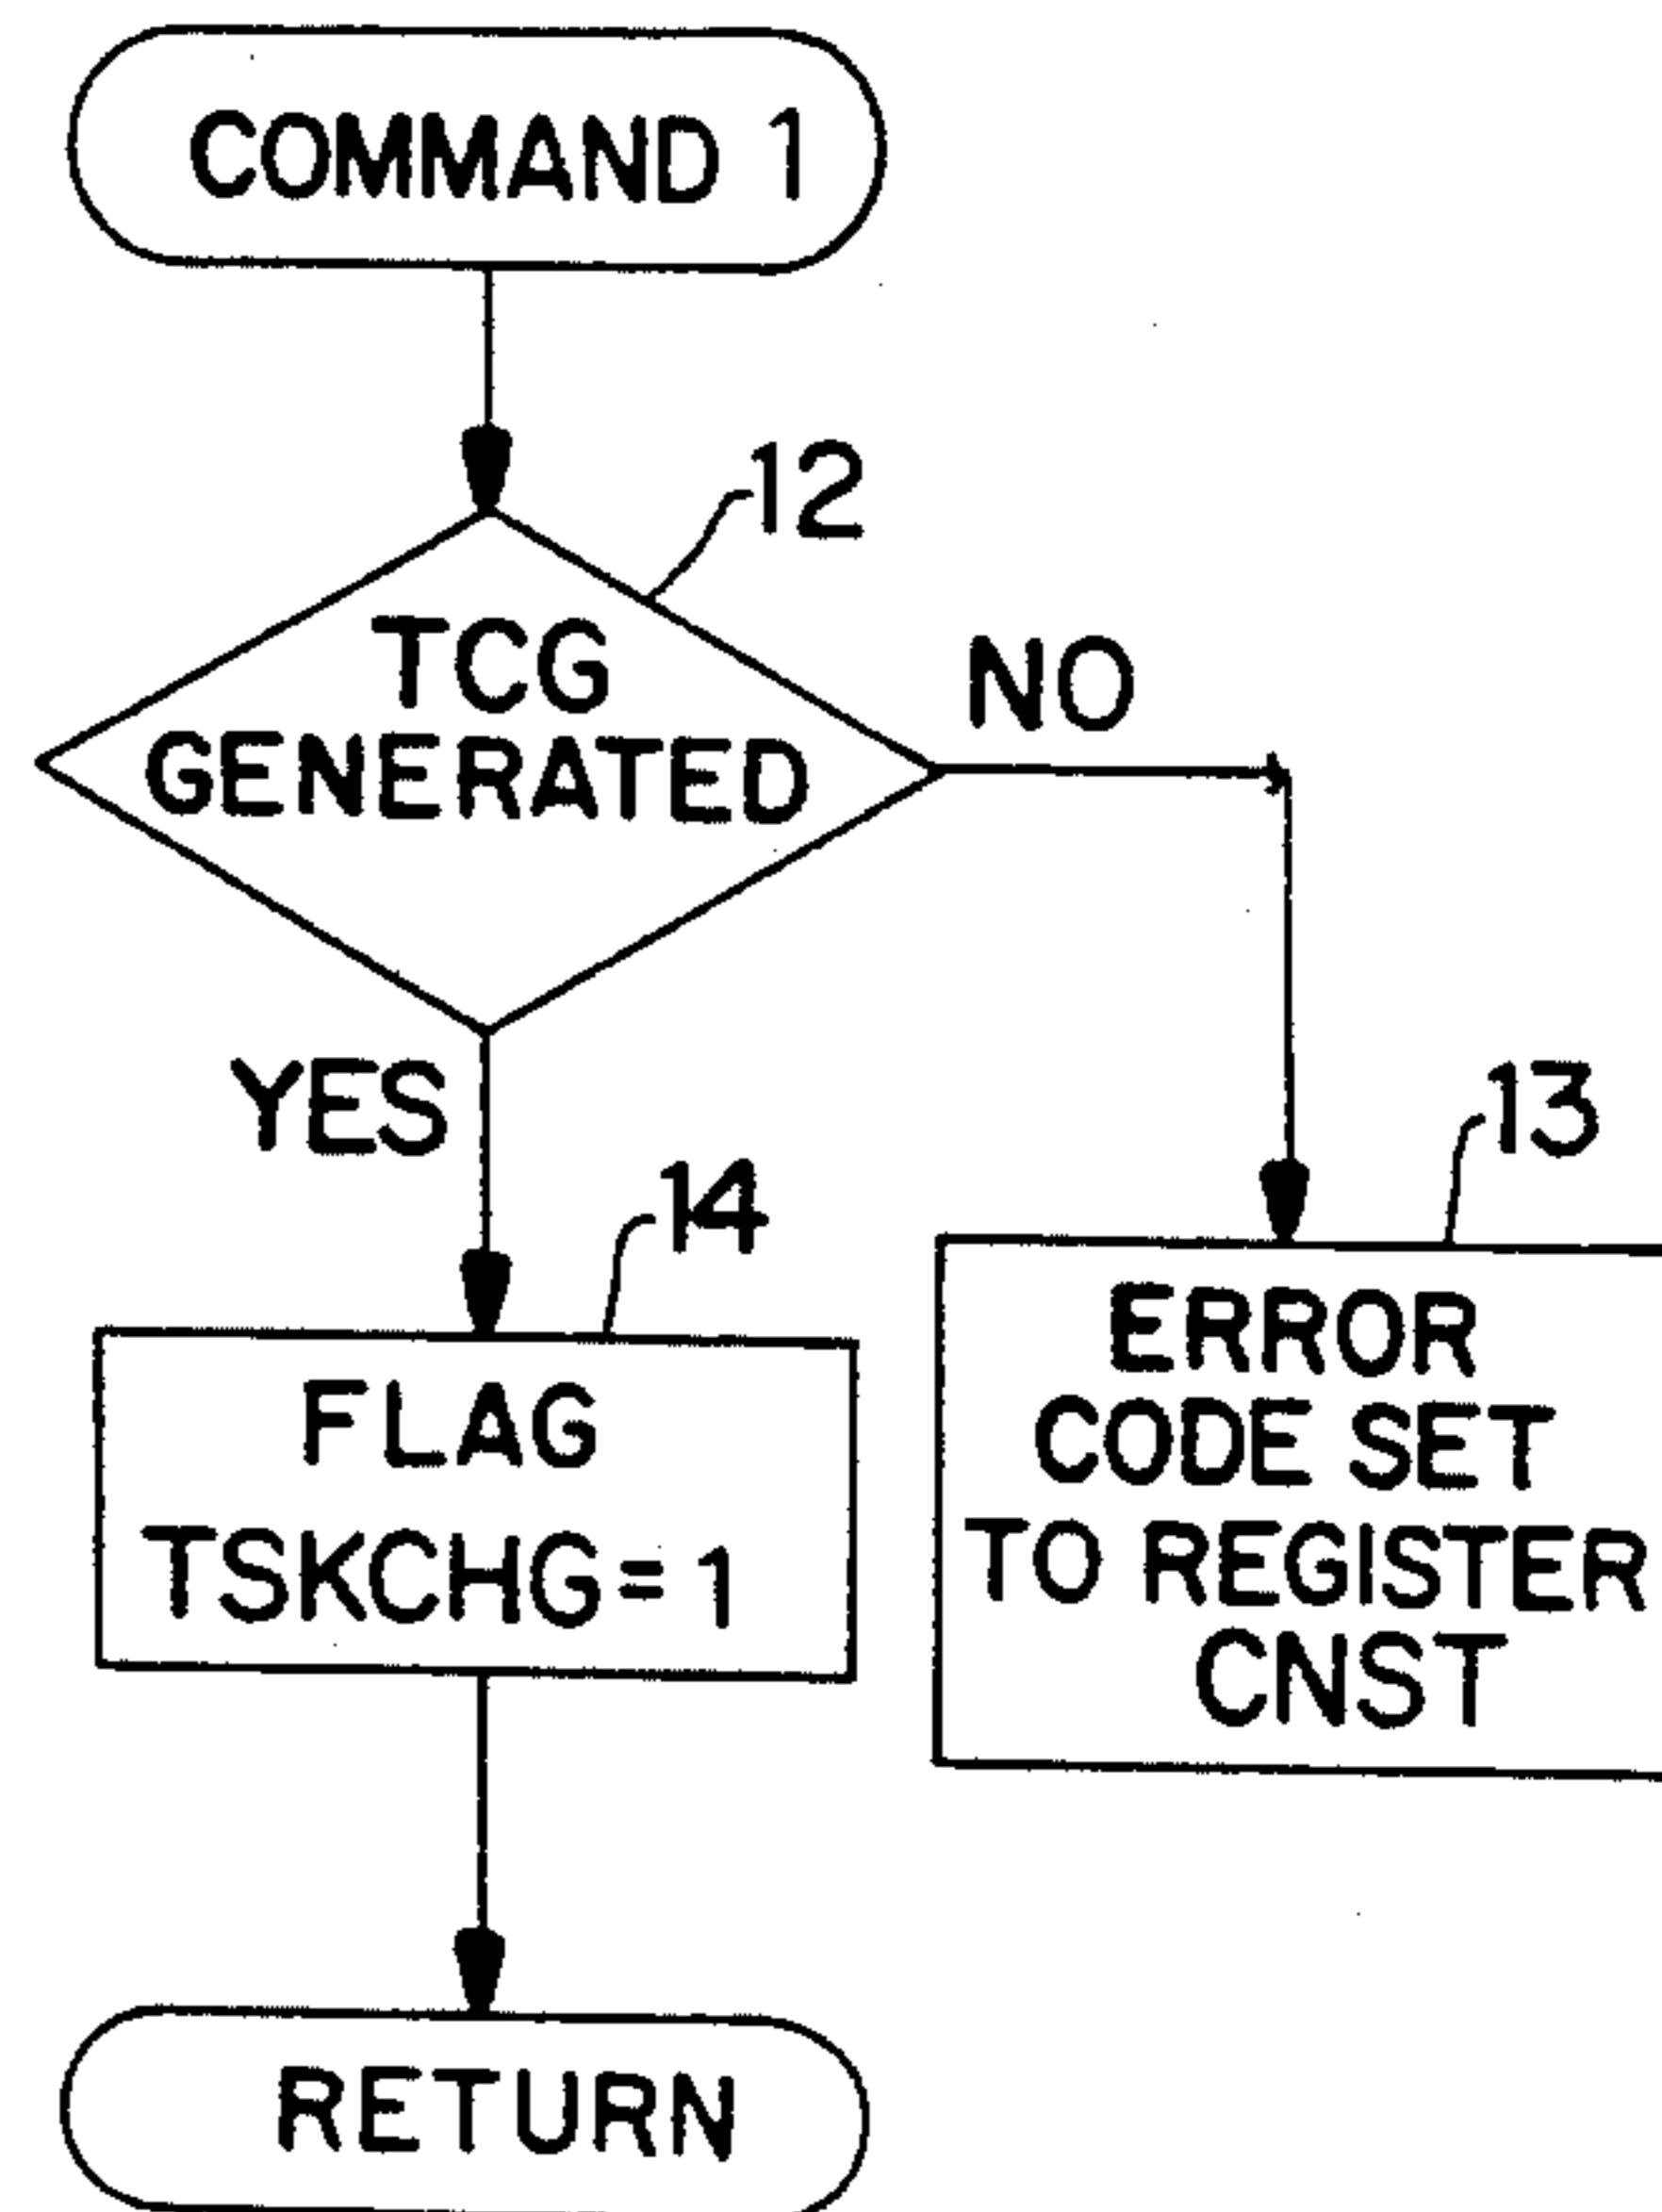 COMMAND 1
12
TCG
GENERATED
NO
YES
14
FLAG
TSKCHG = 1
13
ERROR
CODE SET
TO REGISTER
CNST
RETURN